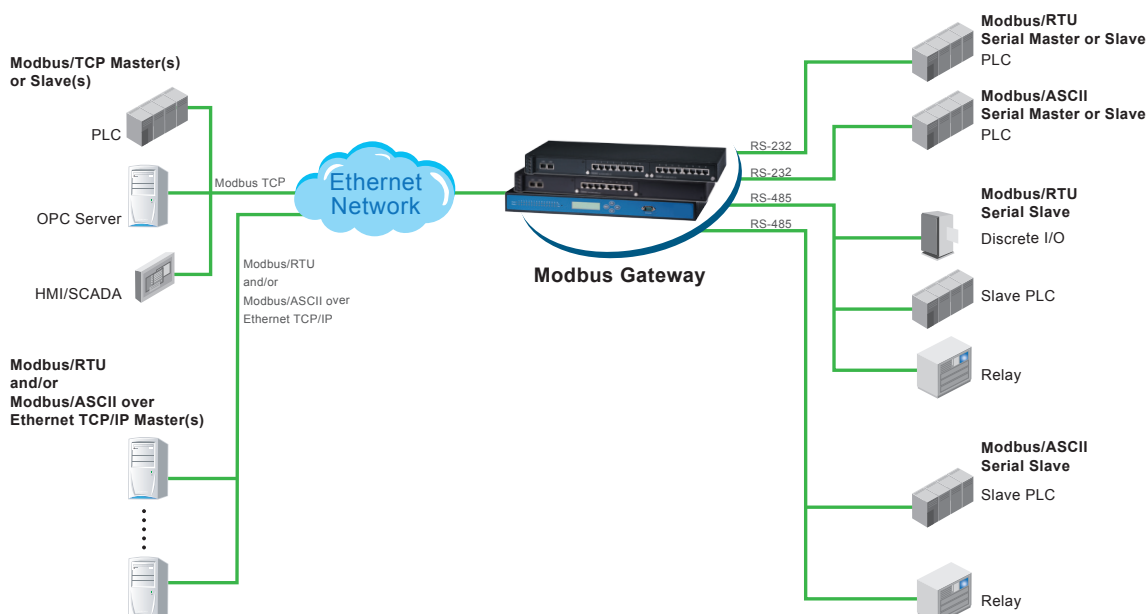 Modbus/TCP Master(s)
or Slave(s)
PLC
OPC Server
HMI/SCADA
Modbus TCP
Ethernet
Network
Modbus/RTU
and/or
Modbus/ASCII over
Ethernet TCP/IP
Modbus/RTU
and/or
Modbus/ASCII over
Ethernet TCP/IP Master(s)
Modbus Gateway
RS-232
RS-232
RS-485
RS-485
Modbus/RTU
Serial Master or Slave
PLC
Modbus/ASCII
Serial Master or Slave
PLC
Modbus/RTU
Serial Slave
Discrete I/O
Slave PLC
Relay
Modbus/ASCII
Serial Slave
Slave PLC
Relay